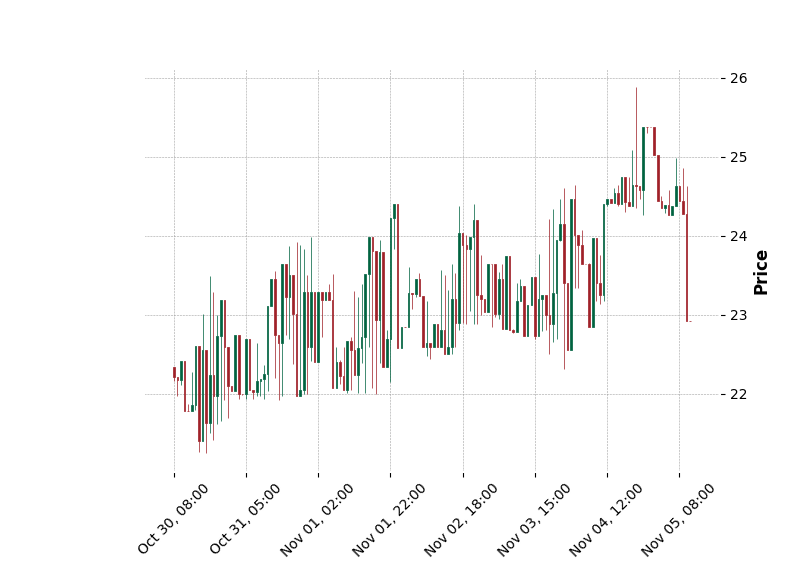 26
25
24
23
22
Price
Oct 30, 08:00
Oct 31, 05:00
Nov 01, 02:00
Nov 01, 22:00
Nov 02, 18:00
Nov 03, 15:00
Nov 04, 12:00
Nov 05, 08:00